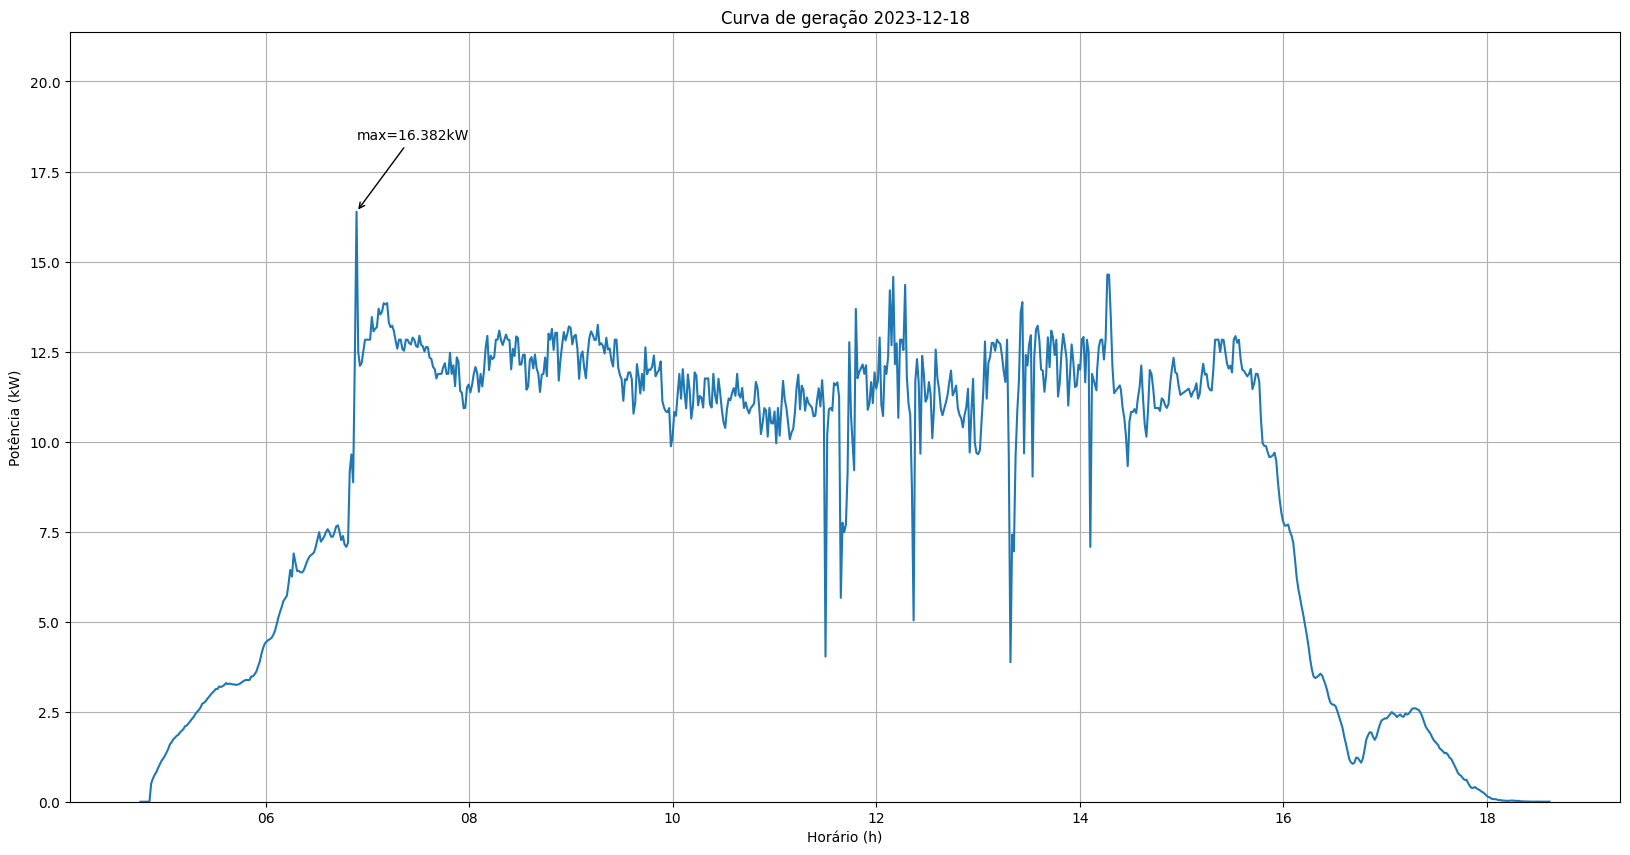 Curva de geração 2023-12-18
20.0
max=16.382kW
17.5
15.0
12.5
10.0
7.5
5.0
2.5
0.0
Potência (kW)
06 08 10 12 14 16 18
Horário (h)